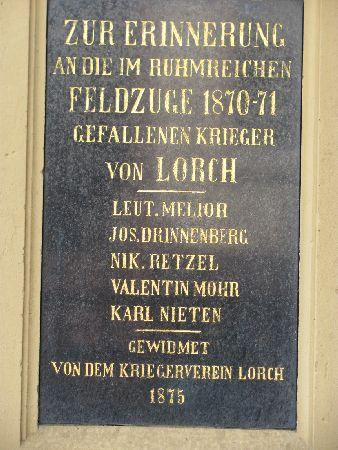 ZUR ERINNERUNG
AN DIE IM RUHMREICHEN
FELDZUGE 1870-71
GEFALLENEN KRIEGER
VON LORCH
LEUT. MELIOR
JOS. DRINNENBERG
NIK. RETZEL
VALENTIN MOHR
KARL NIETEN
GEWIDMET
VON DEM KRIEGERVEREIN LORCH
1875